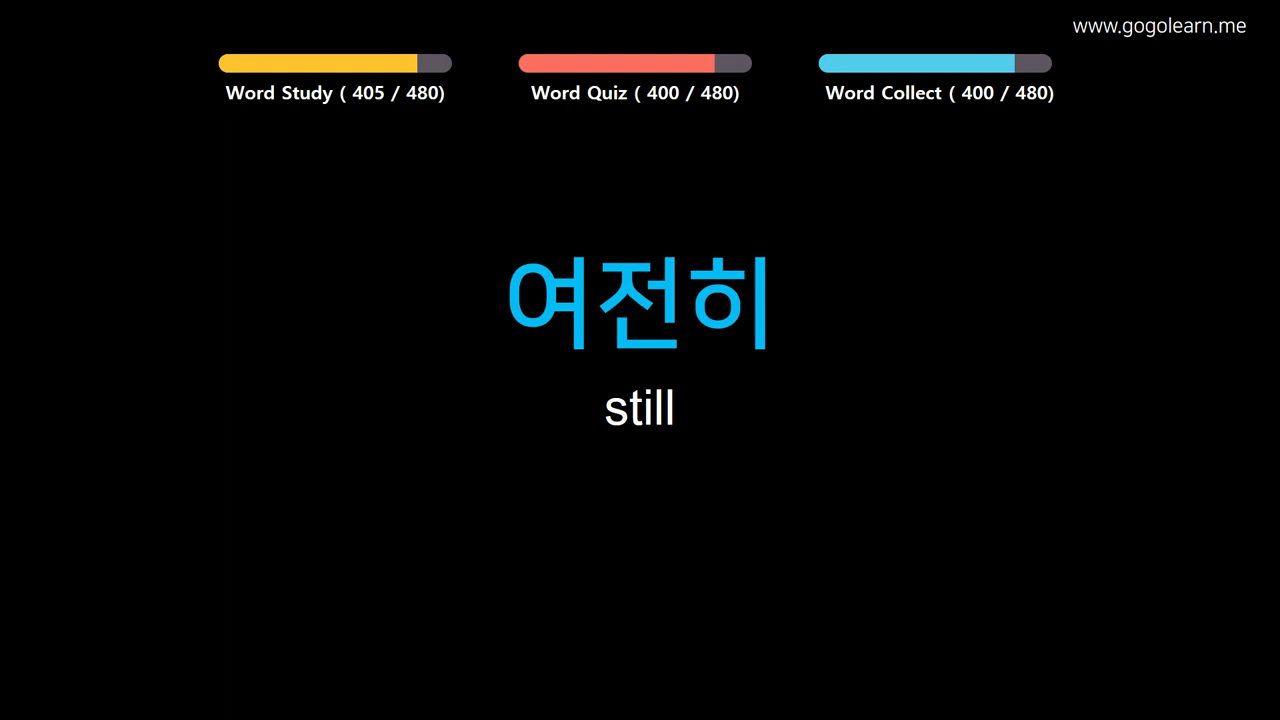 www.gogolearn.me
Word Study ( 405 / 480)
Word Quiz ( 400 / 480)
Word Collect ( 400 / 480)
여전히
still